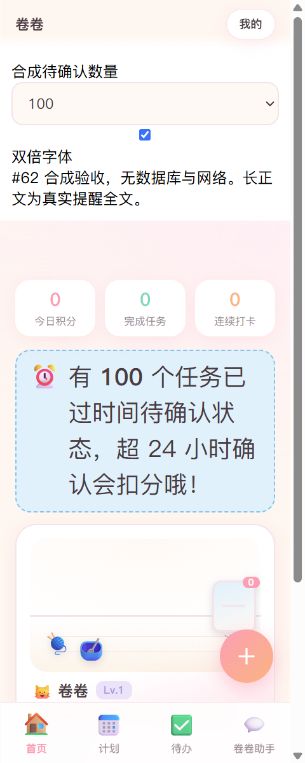 卷卷
我的
合成待确认数量
100
双倍字体
#62 合成验收，无数据库与网络。长正
文为真实提醒全文。
0
0
0
今日积分
完成任务
连续打卡
有 100 个任务已
过时间待确认状
态，超 24 小时确
认会扣分哦！
0
+
卷卷 Lv.1
首页
计划
待办
卷卷助手